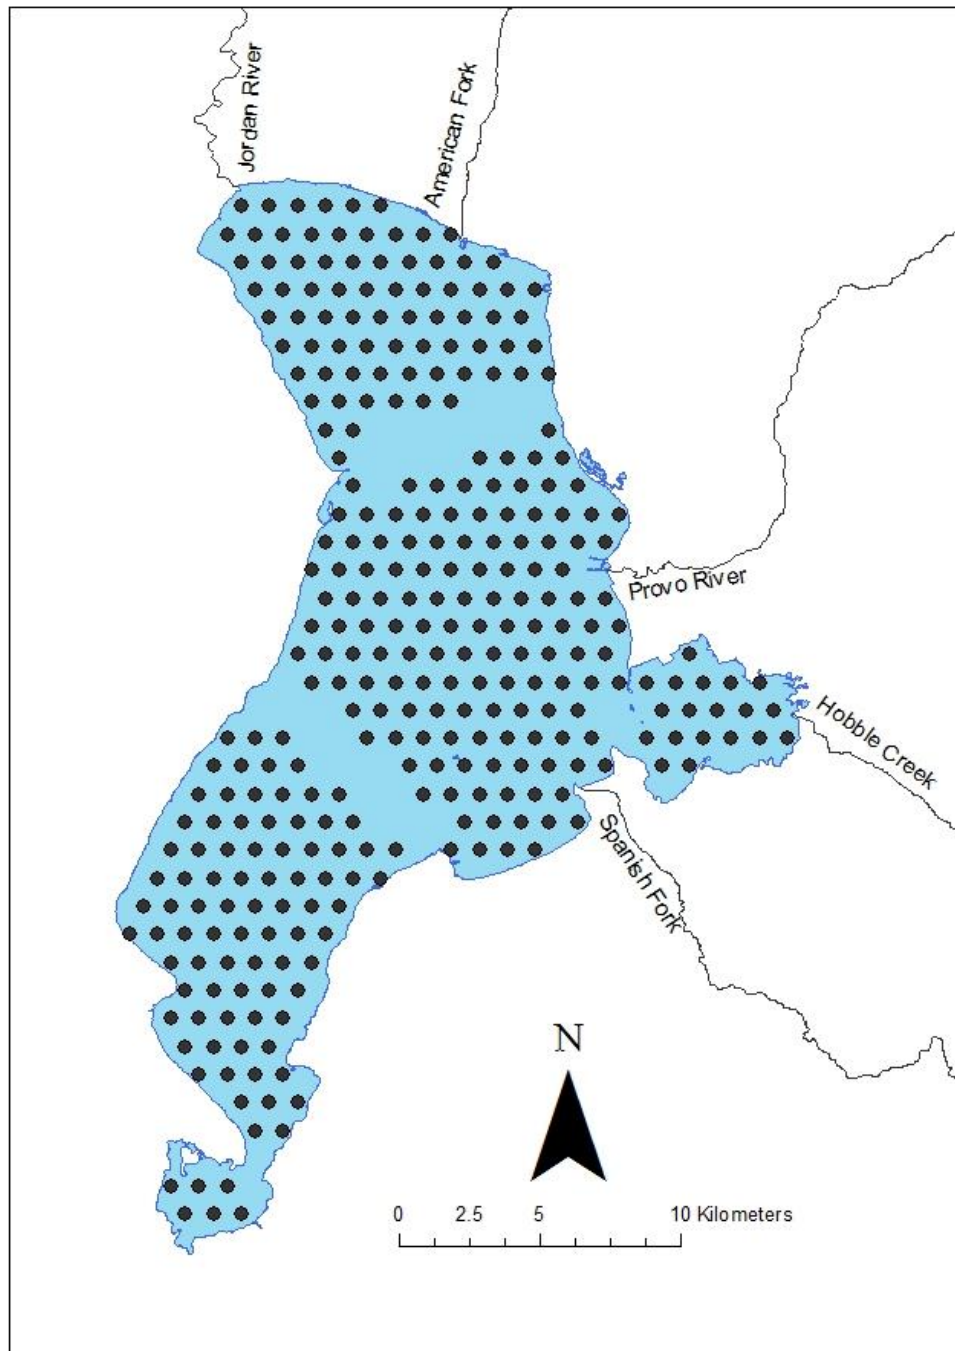 Jordan River
American Fork
Provo River
Hobble Creek
Spanish Fork
N
0 2.5 5 10 Kilometers